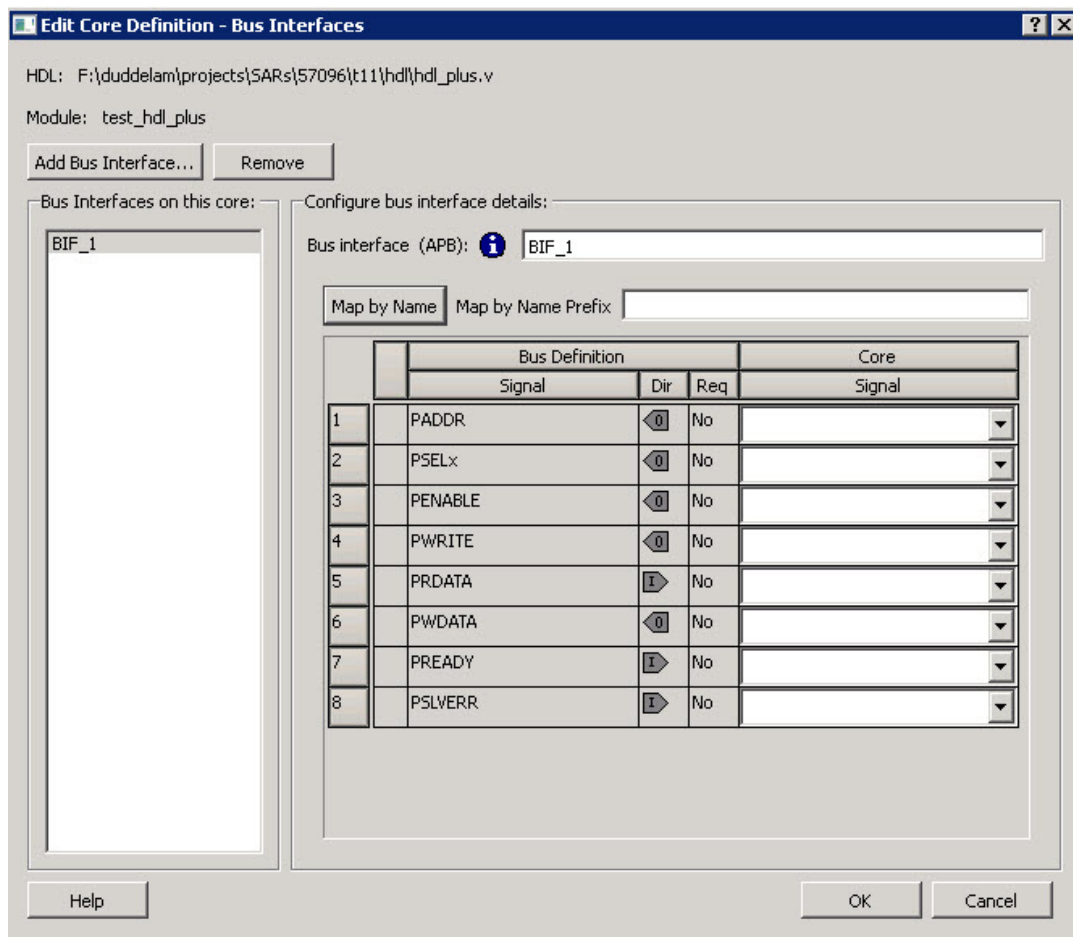 Edit Core Definition - Bus Interfaces
HDL: F:\duddelam\projects\SARs\57096\t11\hdl\hdl_plus.v
Module: test_hdl_plus
Add Bus Interface... Remove
Bus Interfaces on this core:
BIF_1
Configure bus interface details:
Bus interface (APB): i BIF_1
Map by Name Map by Name Prefix
Bus Definition Core
Signal Dir Req Signal
1 PADDR O No
2 PSELx O No
3 PENABLE O No
4 PWRITE O No
5 PRDATA I No
6 PWDATA O No
7 PREADY I No
8 PSLVERR I No
Help OK Cancel